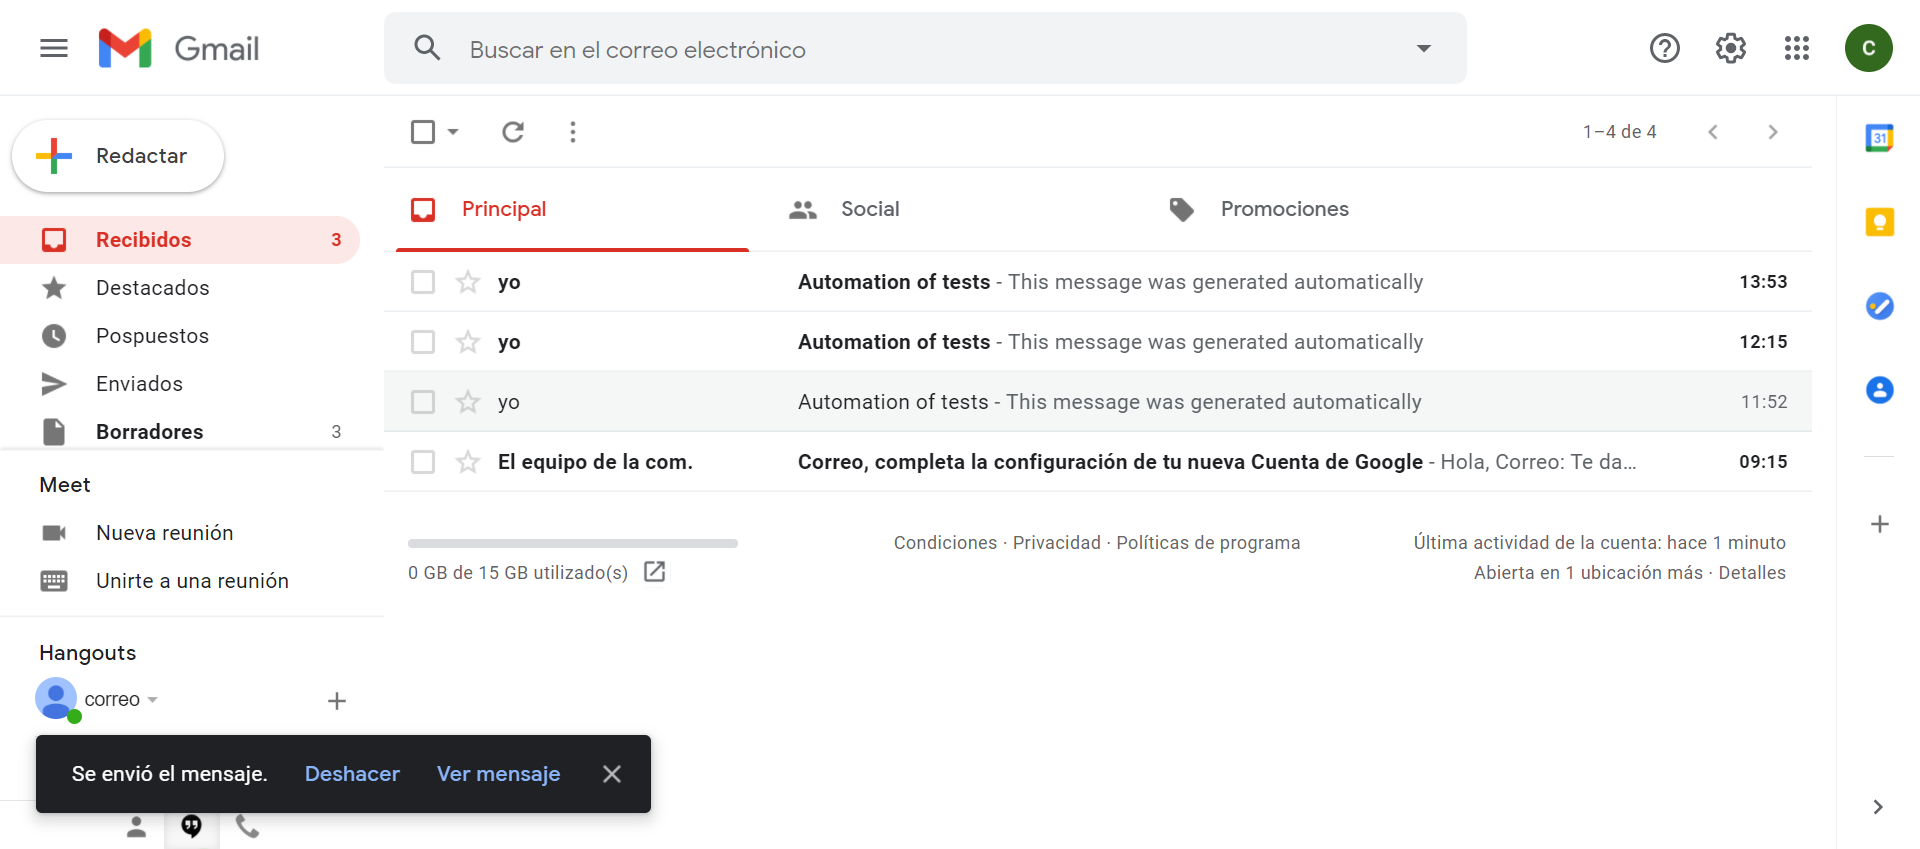 Gmail
Buscar en el correo electrónico
C
Redactar
1–4 de 4
31
Principal
Social
Promociones
Recibidos 3
Destacados
Pospuestos
Enviados
Borradores 3
yo Automation of tests - This message was generated automatically 13:53
yo Automation of tests - This message was generated automatically 12:15
yo Automation of tests - This message was generated automatically 11:52
El equipo de la com. Correo, completa la configuración de tu nueva Cuenta de Google - Hola, Correo: Te da… 09:15
Meet
Nueva reunión
Unirte a una reunión
0 GB de 15 GB utilizado(s)
Condiciones · Privacidad · Políticas de programa
Última actividad de la cuenta: hace 1 minuto
Abierta en 1 ubicación más · Detalles
Hangouts
correo
Se envió el mensaje. Deshacer Ver mensaje